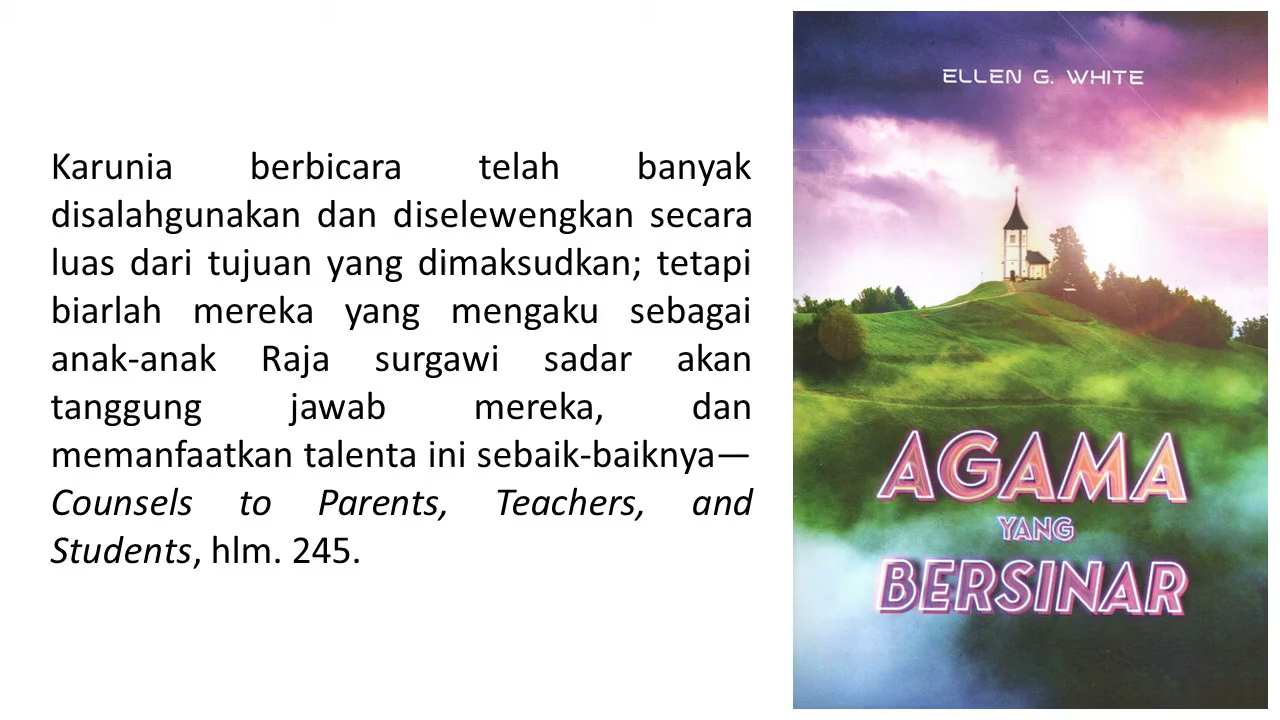 Karunia berbicara telah banyak
disalahgunakan dan diselewengkan secara
luas dari tujuan yang dimaksudkan; tetapi
biarlah mereka yang mengaku sebagai
anak-anak Raja surgawi sadar akan
tanggung jawab mereka, dan
memanfaatkan talenta ini sebaik-baiknya—
Counsels to Parents, Teachers, and
Students, hlm. 245.
ELLEN G. WHITE
AGAMA
YANG
BERSINAR